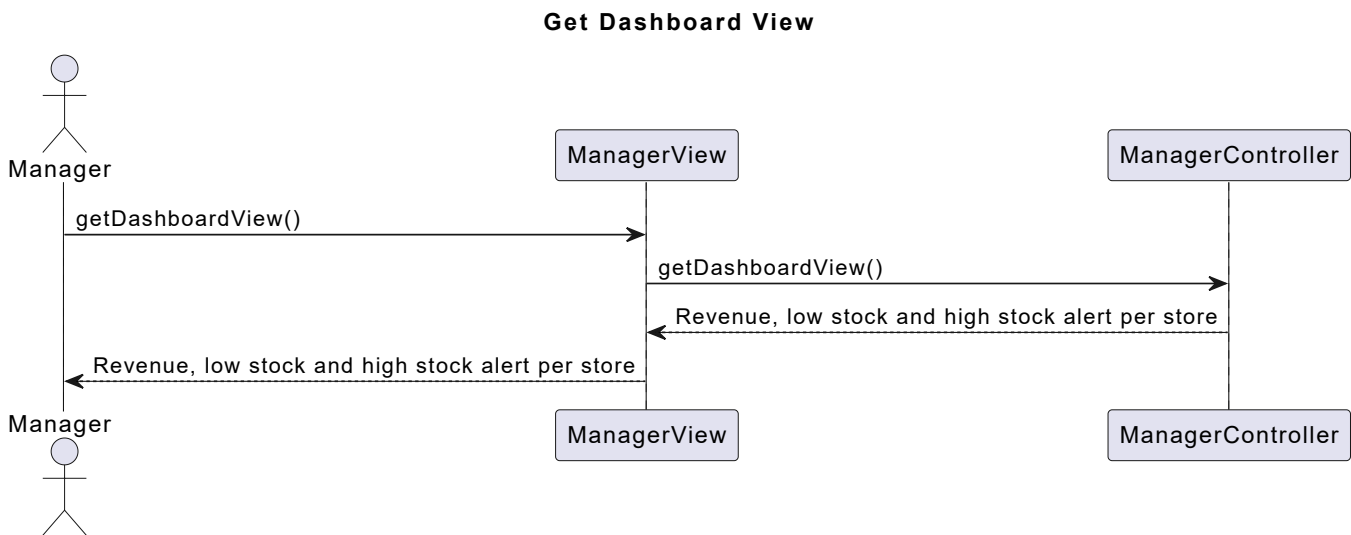 Get Dashboard View
Manager
ManagerView
ManagerController
getDashboardView()
getDashboardView()
Revenue, low stock and high stock alert per store
Revenue, low stock and high stock alert per store
Manager
ManagerView
ManagerController